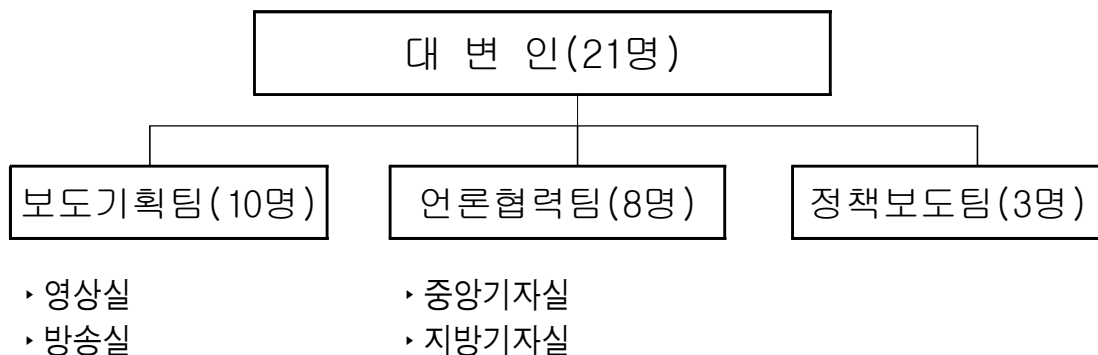 대 변 인(21명)
보도기획팀(10명)
언론협력팀(8명)
정책보도팀(3명)
‣ 영상실
‣ 방송실
‣ 중앙기자실
‣ 지방기자실